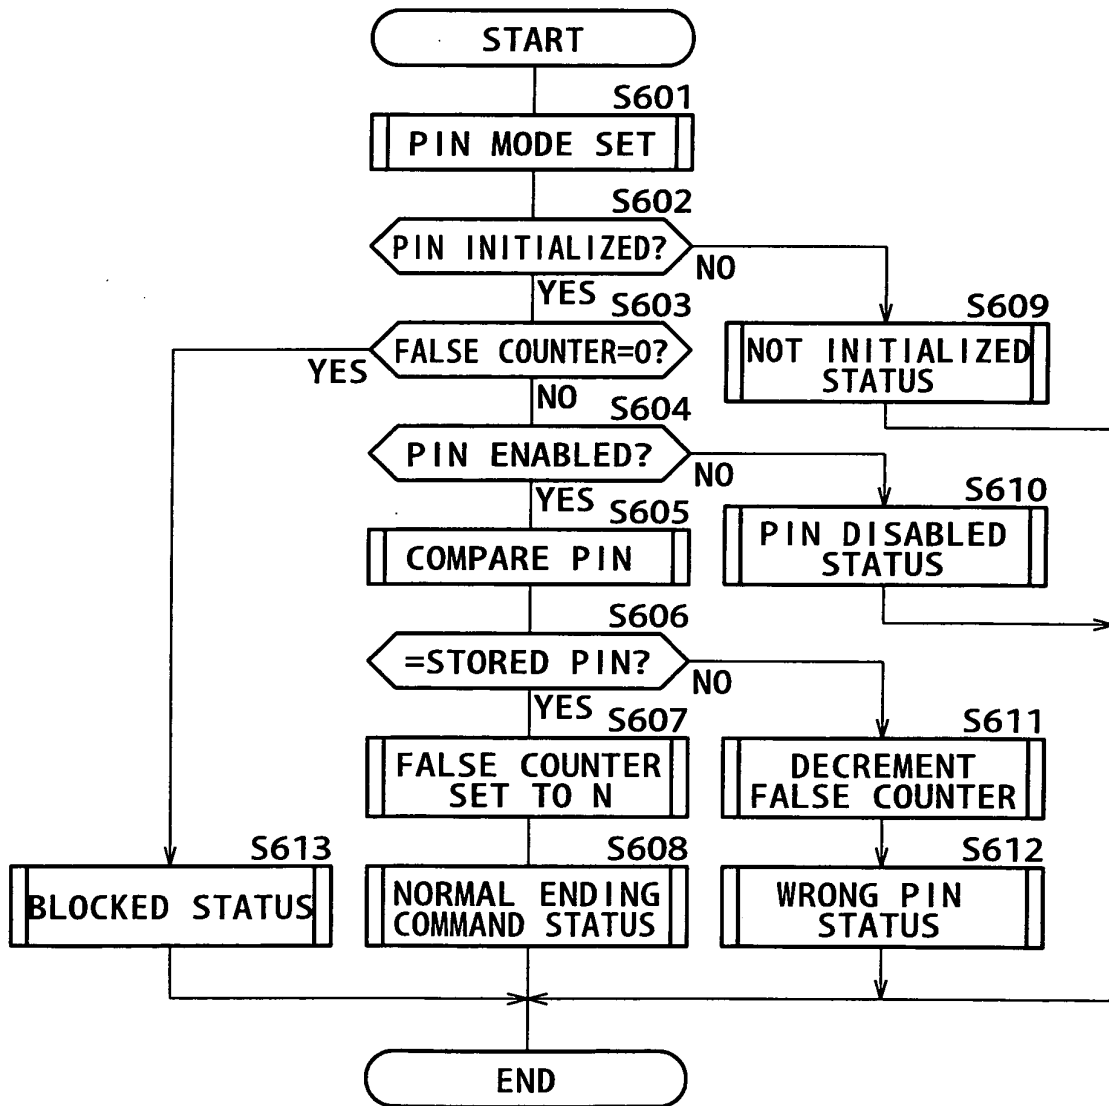 START
S601
PIN MODE SET
S602
PIN INITIALIZED?
NO
YES
S603
FALSE COUNTER=0?
YES
NO
S609
NOT INITIALIZED
STATUS
S604
PIN ENABLED?
NO
YES
S605
COMPARE PIN
S610
PIN DISABLED
STATUS
S606
=STORED PIN?
NO
YES
S607
FALSE COUNTER
SET TO N
S611
DECREMENT
FALSE COUNTER
S613
BLOCKED STATUS
S608
NORMAL ENDING
COMMAND STATUS
S612
WRONG PIN
STATUS
END